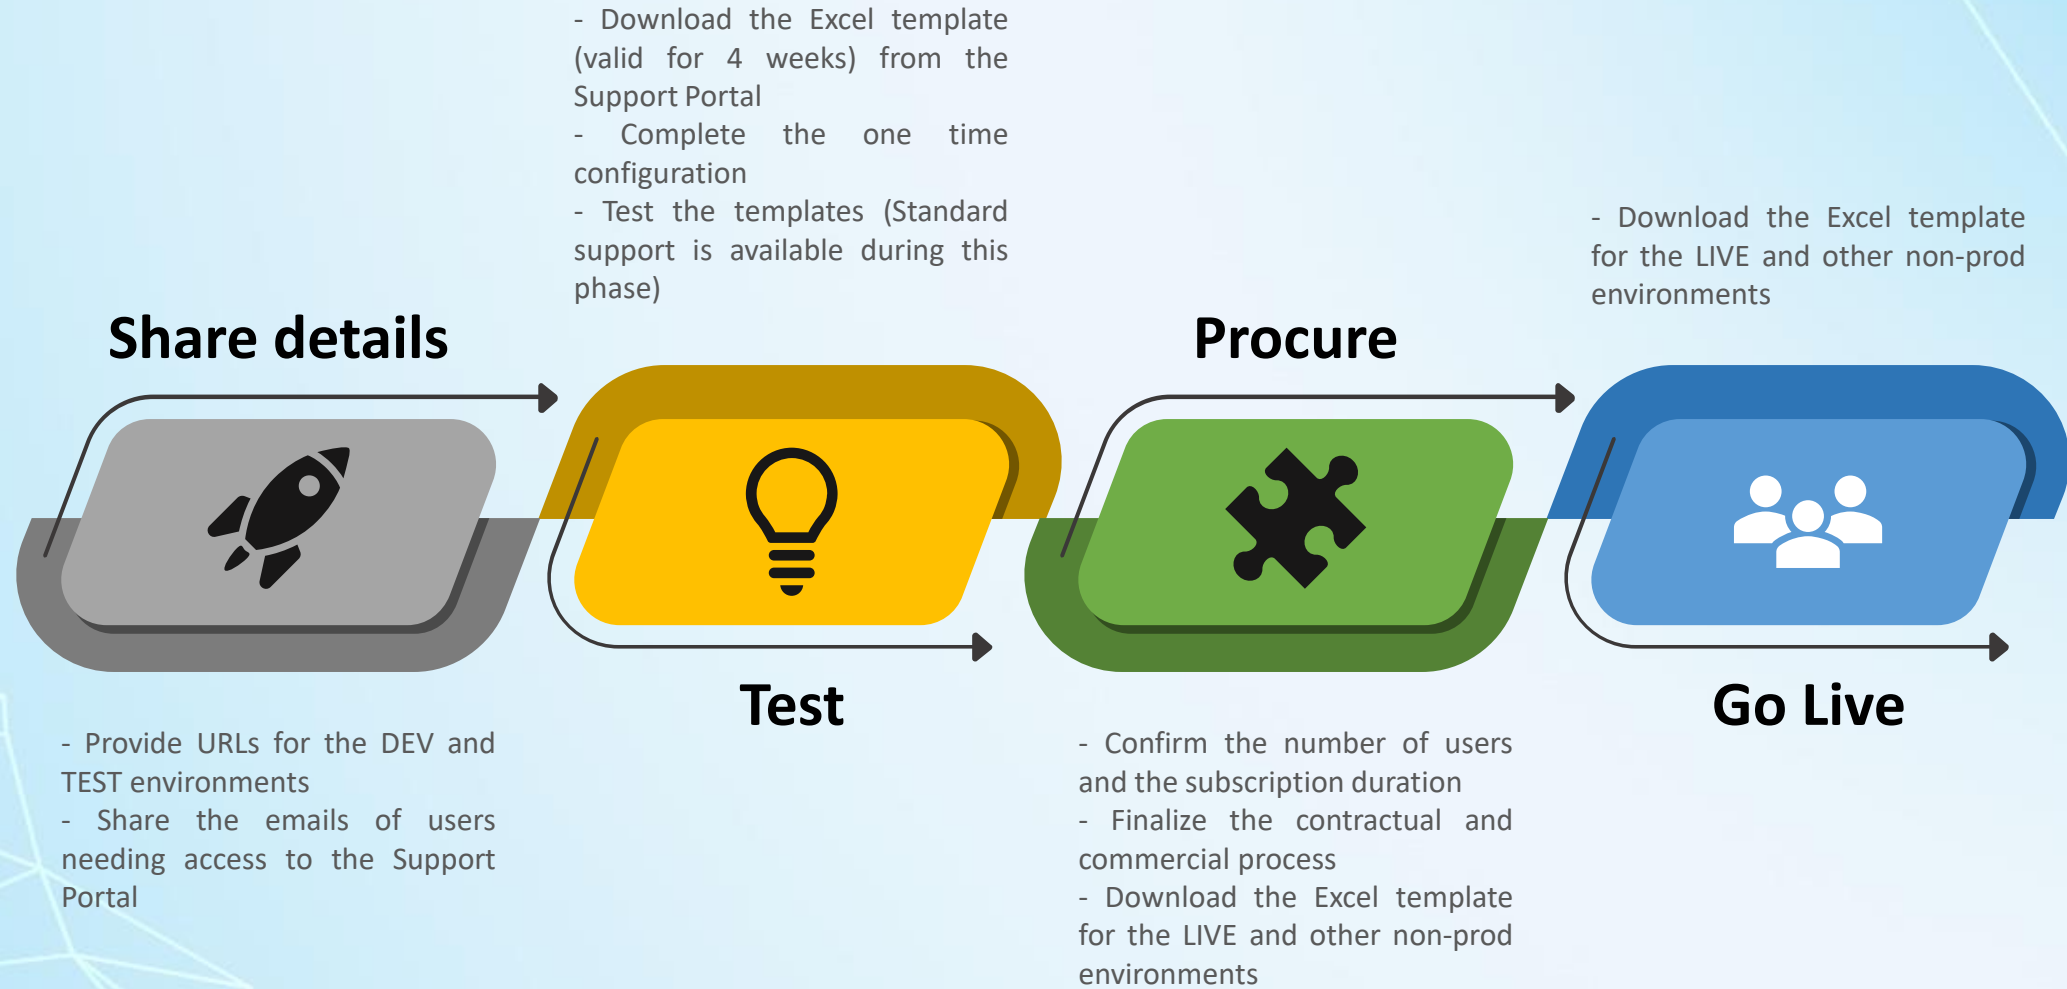 Share details
- Provide URLs for the DEV and
TEST environments
- Share the emails of users
needing access to the Support
Portal
- Download the Excel template
(valid for 4 weeks) from the
Support Portal
- Complete the one time
configuration
- Test the templates (Standard
support is available during this
phase)
Test
Procure
- Confirm the number of users
and the subscription duration
- Finalize the contractual and
commercial process
- Download the Excel template
for the LIVE and other non-prod
environments
- Download the Excel template
for the LIVE and other non-prod
environments
Go Live